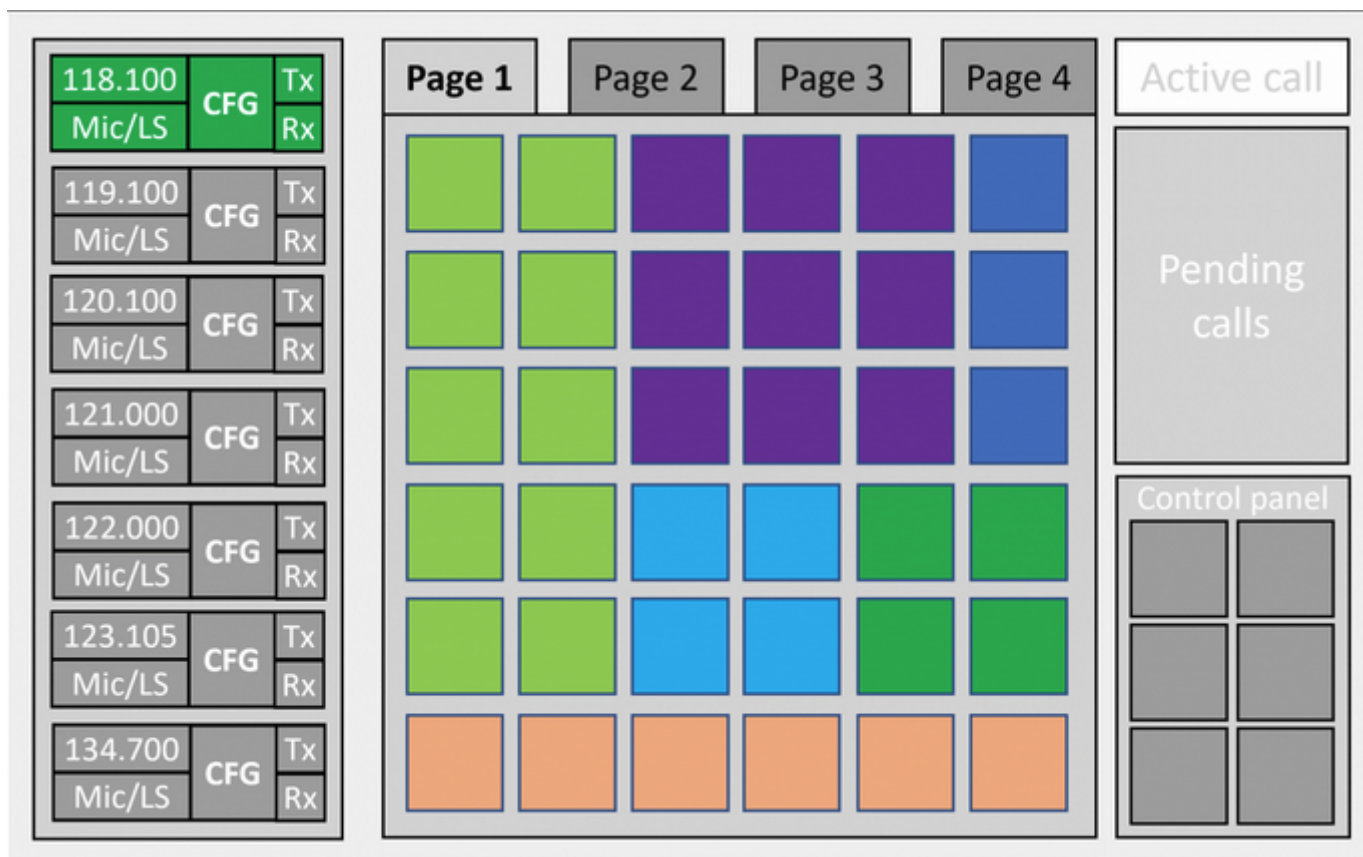 118.100
CFG
Tx
Mic/LS
Rx
119.100
CFG
Tx
Mic/LS
Rx
120.100
CFG
Tx
Mic/LS
Rx
121.000
CFG
Tx
Mic/LS
Rx
122.000
CFG
Tx
Mic/LS
Rx
123.105
CFG
Tx
Mic/LS
Rx
134.700
CFG
Tx
Mic/LS
Rx
Page 1
Page 2
Page 3
Page 4
Active call
Pending
calls
Control panel